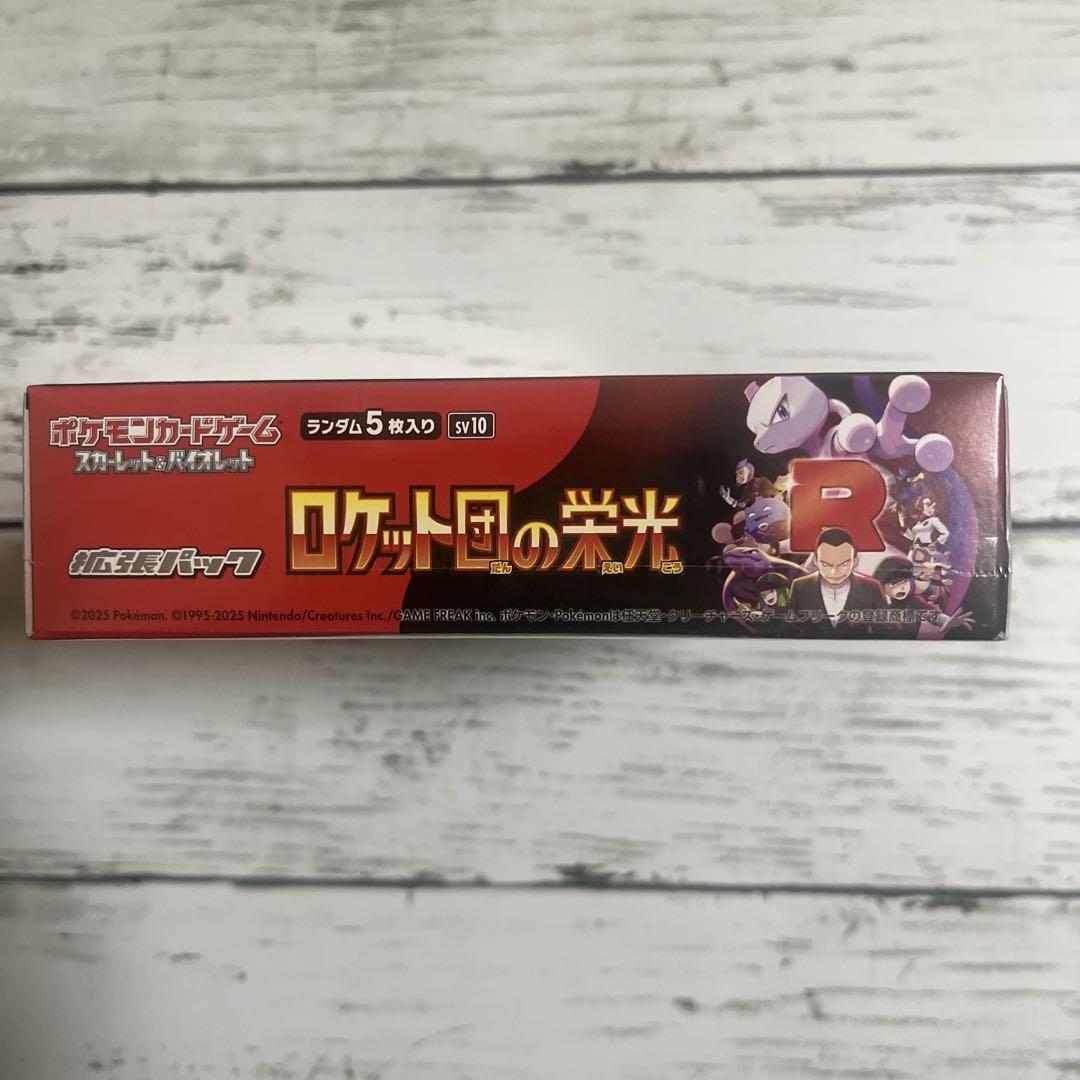 ポケモンカードゲーム
スカーレット&バイオレット
ランダム5枚入り SV10
拡張パック
ロケット団の栄光
だん えい こう
R
©2025 Pokémon. ©1995-2025 Nintendo/Creatures Inc./GAME FREAK inc. ポケモン・Pokémonは任天堂・クリーチャーズ・ゲームフリークの登録商標です。